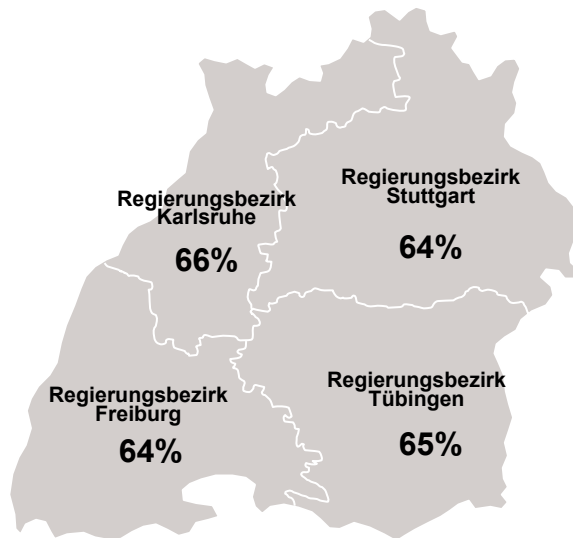 Regierungsbezirk
Stuttgart
64%
Regierungsbezirk
Karlsruhe
66%
Regierungsbezirk
Tübingen
65%
Regierungsbezirk
Freiburg
64%